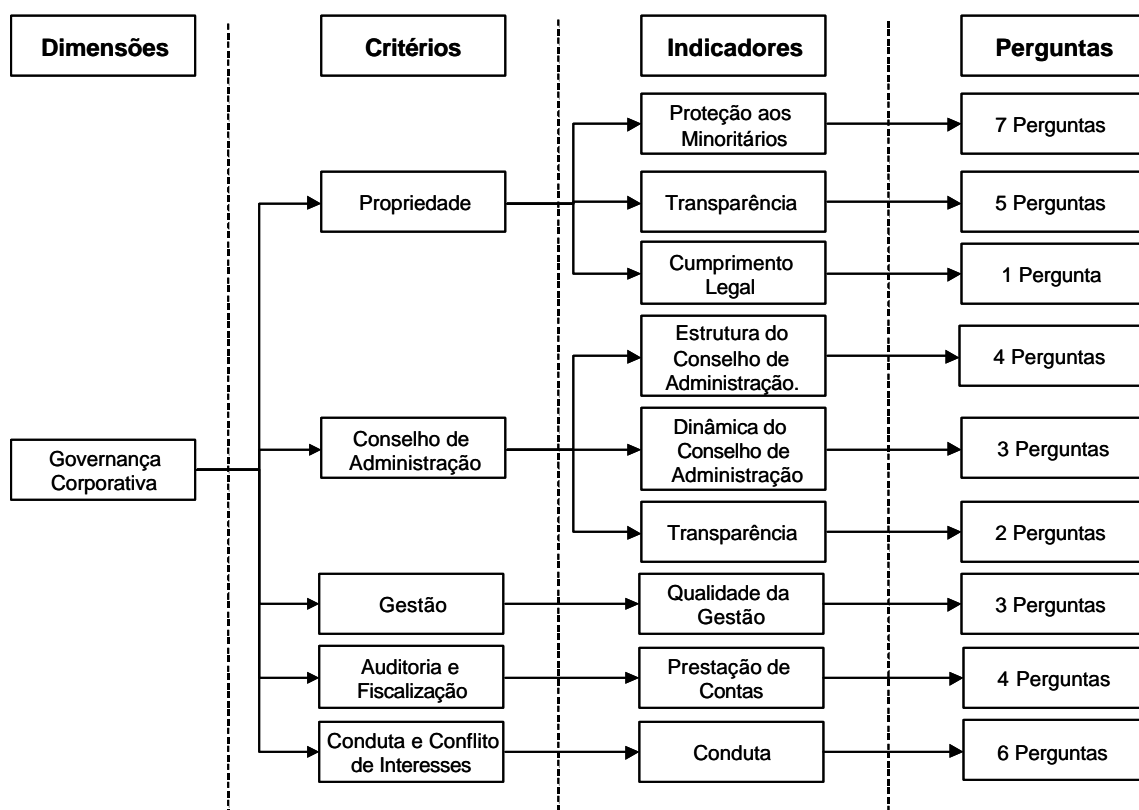 Dimensões
Critérios
Indicadores
Perguntas
Proteção aos
Minoritários
7 Perguntas
Propriedade
Transparência
5 Perguntas
Cumprimento
Legal
1 Pergunta
Estrutura do
Conselho de
Administração.
4 Perguntas
Governança
Corporativa
Conselho de
Administração
Dinâmica do
Conselho de
Administração
3 Perguntas
Transparência
2 Perguntas
Gestão
Qualidade da
Gestão
3 Perguntas
Auditoria e
Fiscalização
Prestação de
Contas
4 Perguntas
Conduta e Conflito
de Interesses
Conduta
6 Perguntas